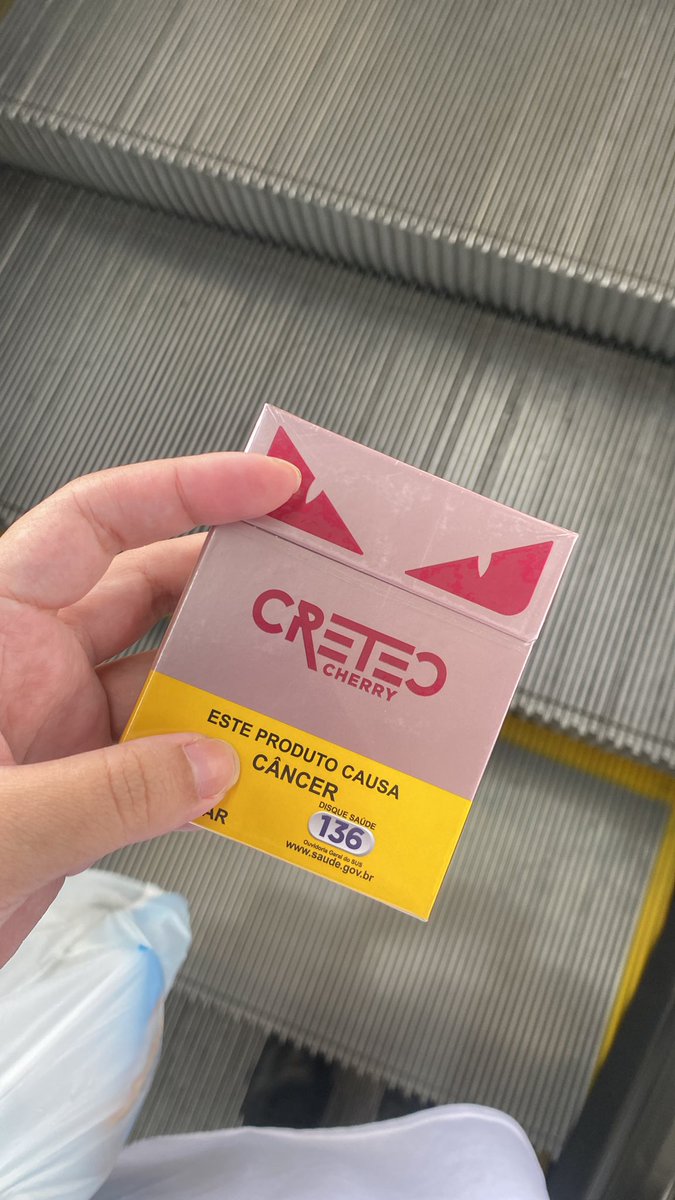 CRETEC
CHERRY
ESTE PRODUTO CAUSA
CÂNCER
AR
DISQUE SAÚDE
136
Ouvidoria Geral do SUS
www.saude.gov.br